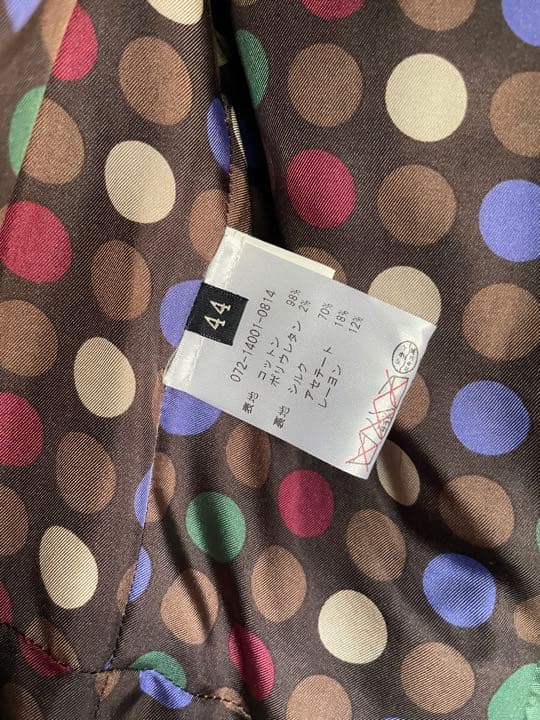 44
072-14001-0814
表地 コットン 98%
ポリウレタン 2%
裏地 シルク 70%
アセテート 18%
レーヨン 12%